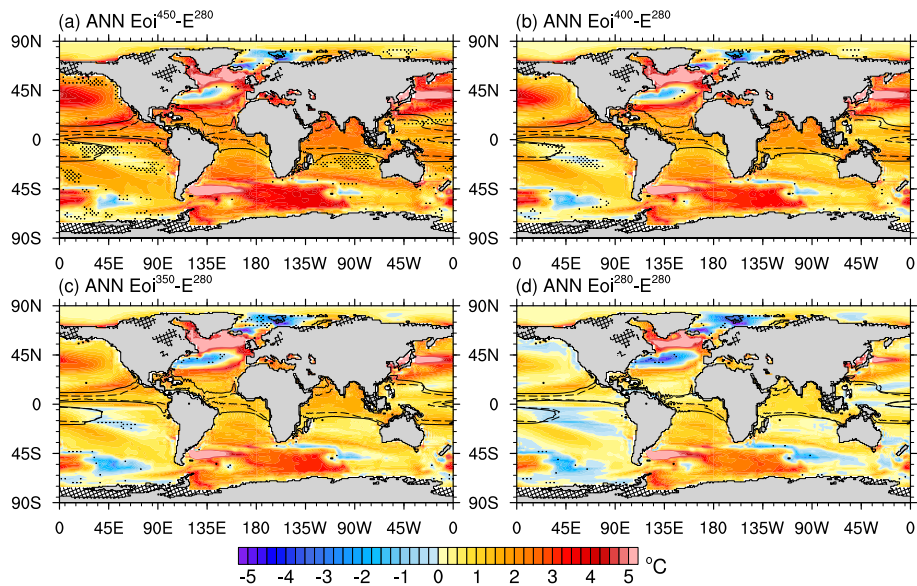 (a) ANN Eoi⁴⁵⁰-E²⁸⁰
(b) ANN Eoi⁴⁰⁰-E²⁸⁰
90N
90N
45N
45N
0
0
45S
45S
90S
90S
0 45E 90E 135E 180 135W 90W 45W 0
0 45E 90E 135E 180 135W 90W 45W 0
(c) ANN Eoi³⁵⁰-E²⁸⁰
(d) ANN Eoi²⁸⁰-E²⁸⁰
90N
90N
45N
45N
0
0
45S
45S
90S
90S
0 45E 90E 135E 180 135W 90W 45W 0
0 45E 90E 135E 180 135W 90W 45W 0
-5 -4 -3 -2 -1 0 1 2 3 4 5 °C